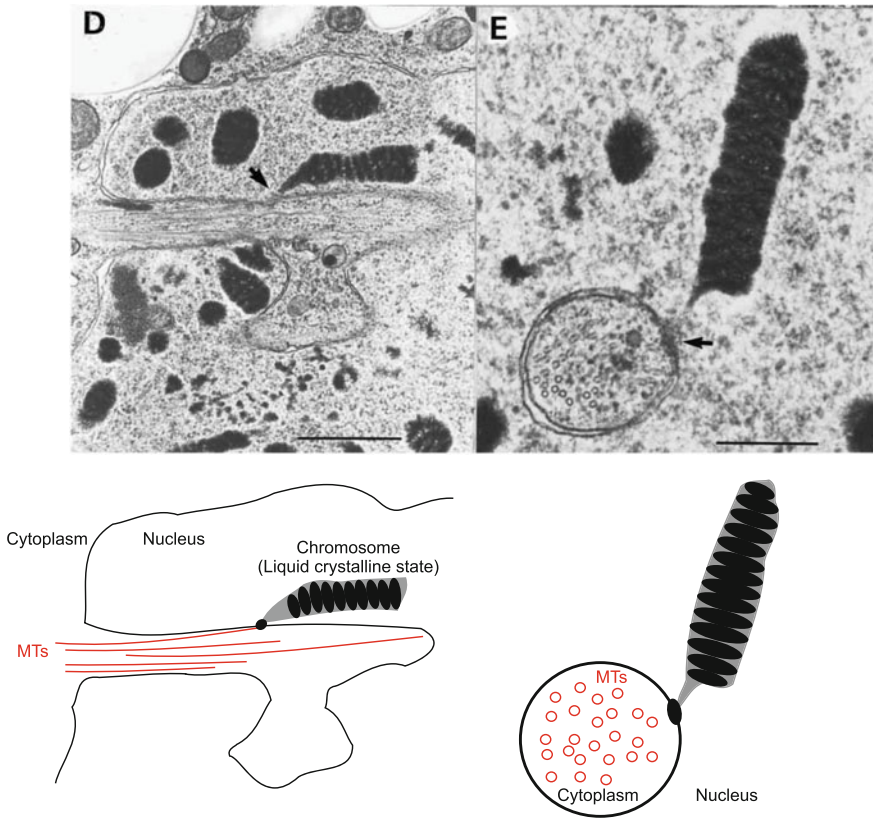 D
E
Cytoplasm
Nucleus
Chromosome
(Liquid crystalline state)
MTs
MTs
Cytoplasm
Nucleus